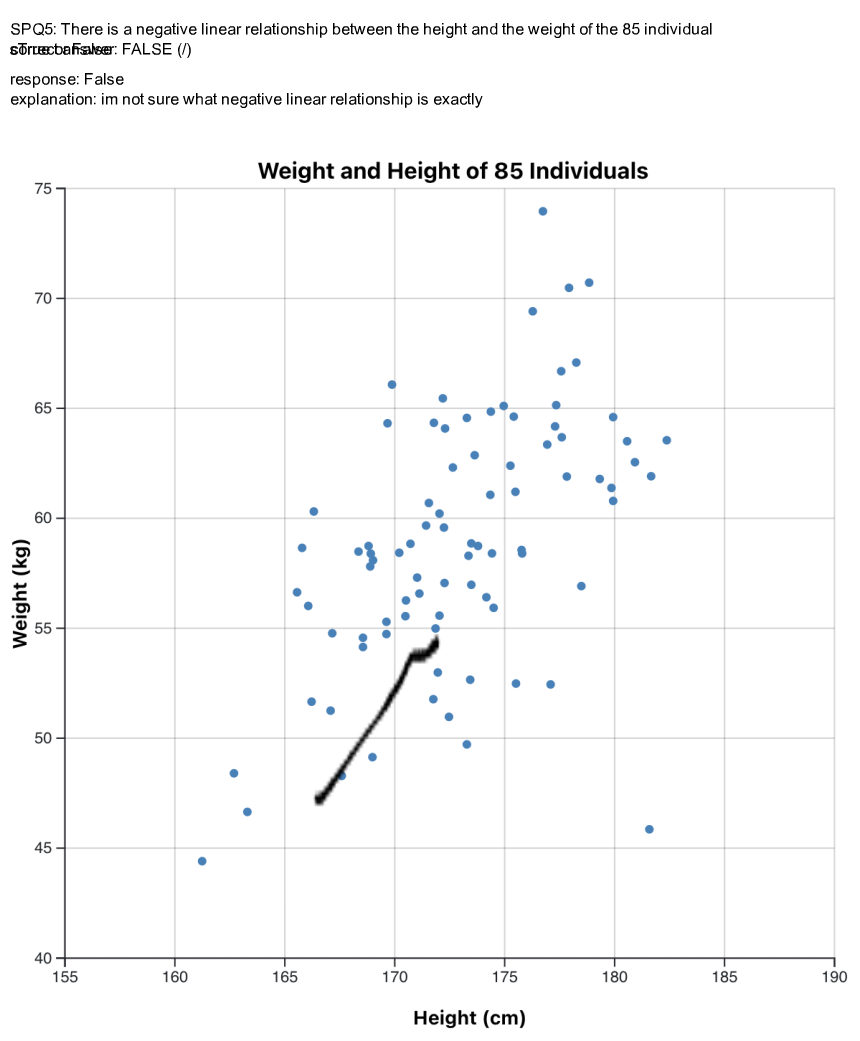 SPQ5: There is a negative linear relationship between the height and the weight of the 85 individual
FALSE (/)
response: False
explanation: im not sure what negative linear relationship is exactly
Weight and Height of 85 Individuals
75
70
65
60
55
50
45
40
Weight (kg)
155 160 165 170 175 180 185 190
Height (cm)